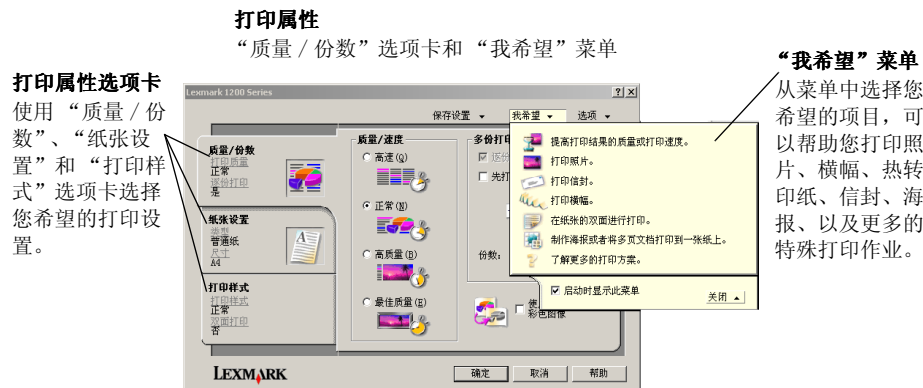 打印属性
“质量 / 份数”选项卡和 “我希望”菜单
打印属性选项卡
使用 “质量 / 份
数”、“纸张设
置”和 “打印样
式”选项卡选择
您希望的打印设
置。
“我希望”菜单
从菜单中选择您
希望的项目，可
以帮助您打印照
片、横幅、热转
印纸、信封、海
报、以及更多的
特殊打印作业。
Lexmark 1200 Series
保存设置 我希望 选项
质量/份数
打印质量
正常
逐份打印
是
纸张设置
类型
普通纸
尺寸
A4
打印样式
打印样式
正常
双面打印
否
质量/速度
高速(Q)
正常(N)
高质量(B)
最佳质量(E)
多份打印
逐份
先打
份数:
使
彩色图像
提高打印结果的质量或打印速度。
打印照片。
打印信封。
打印横幅。
在纸张的双面进行打印。
制作海报或者将多页文档打印到一张纸上。
了解更多的打印方案。
启动时显示此菜单
关闭
LEXMARK
确定 取消 帮助